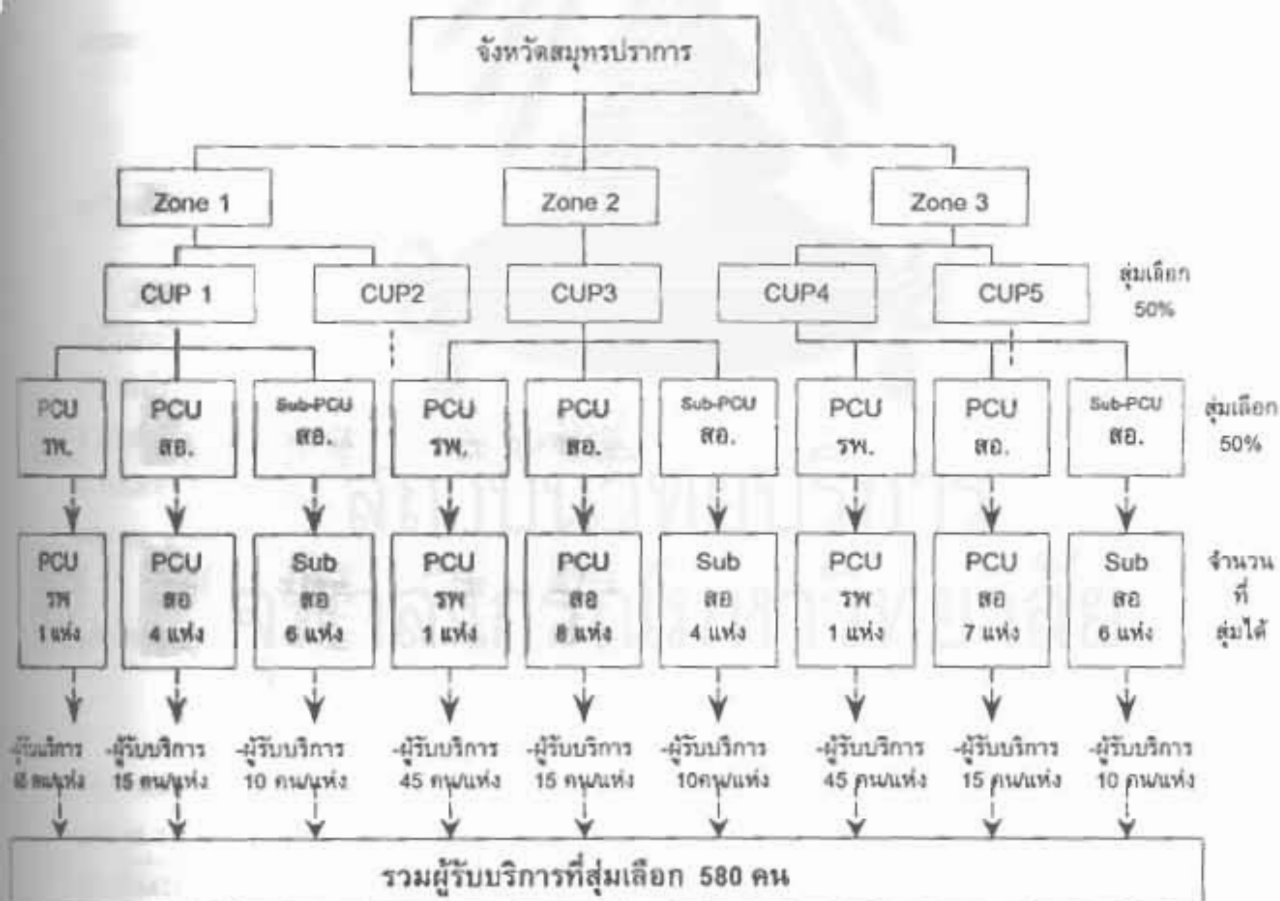 จังหวัดสมุทรปราการ
Zone 1 Zone 2 Zone 3
CUP 1 CUP2 CUP3 CUP4 CUP5 สุ่มเลือก
50%
PCU PCU Sub-PCU PCU PCU Sub-PCU PCU PCU Sub-PCU สุ่มเลือก
รพ. สอ. สอ. รพ. สอ. สอ. รพ. สอ. สอ. 50%
PCU PCU Sub PCU PCU Sub PCU PCU Sub จำนวน
รพ สอ สอ รพ สอ สอ รพ สอ สอ ที่
1 แห่ง 4 แห่ง 6 แห่ง 1 แห่ง 8 แห่ง 4 แห่ง 1 แห่ง 7 แห่ง 6 แห่ง สุ่มได้
-ผู้รับบริการ -ผู้รับบริการ -ผู้รับบริการ -ผู้รับบริการ -ผู้รับบริการ -ผู้รับบริการ -ผู้รับบริการ -ผู้รับบริการ -ผู้รับบริการ
คน/แห่ง 15 คน/แห่ง 10 คน/แห่ง 45 คน/แห่ง 15 คน/แห่ง 10คน/แห่ง 45 คน/แห่ง 15 คน/แห่ง 10 คน/แห่ง
รวมผู้รับบริการที่สุ่มเลือก 580 คน